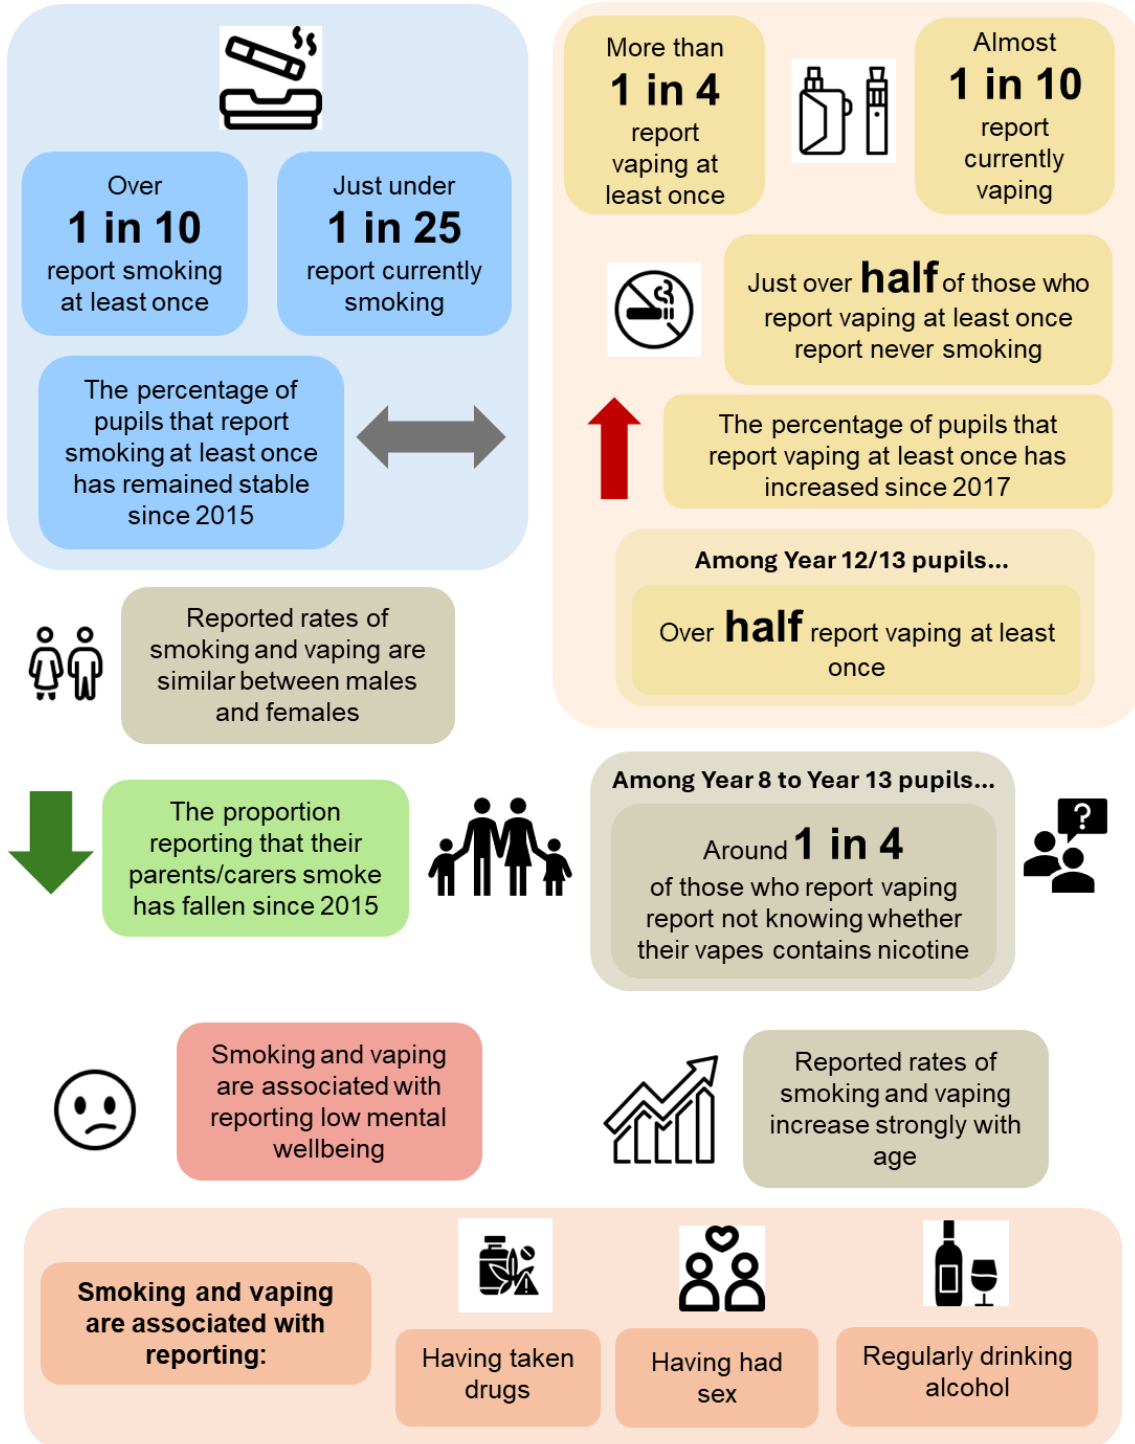 Over
1 in 10
report smoking
at least once
Just under
1 in 25
report currently
smoking
The percentage of
pupils that report
smoking at least once
has remained stable
since 2015
More than
1 in 4
report
vaping at
least once
Almost
1 in 10
report
currently
vaping
Just over half of those who
report vaping at least once
report never smoking
The percentage of pupils that
report vaping at least once has
increased since 2017
Among Year 12/13 pupils...
Over half report vaping at least
once
Reported rates of
smoking and vaping are
similar between males
and females
The proportion
reporting that their
parents/carers smoke
has fallen since 2015
Among Year 8 to Year 13 pupils...
Around 1 in 4
of those who report vaping
report not knowing whether
their vapes contains nicotine
?
Smoking and vaping
are associated with
reporting low mental
wellbeing
Reported rates of
smoking and vaping
increase strongly with
age
Smoking and vaping
are associated with
reporting:
Having taken
drugs
Having had
sex
Regularly drinking
alcohol